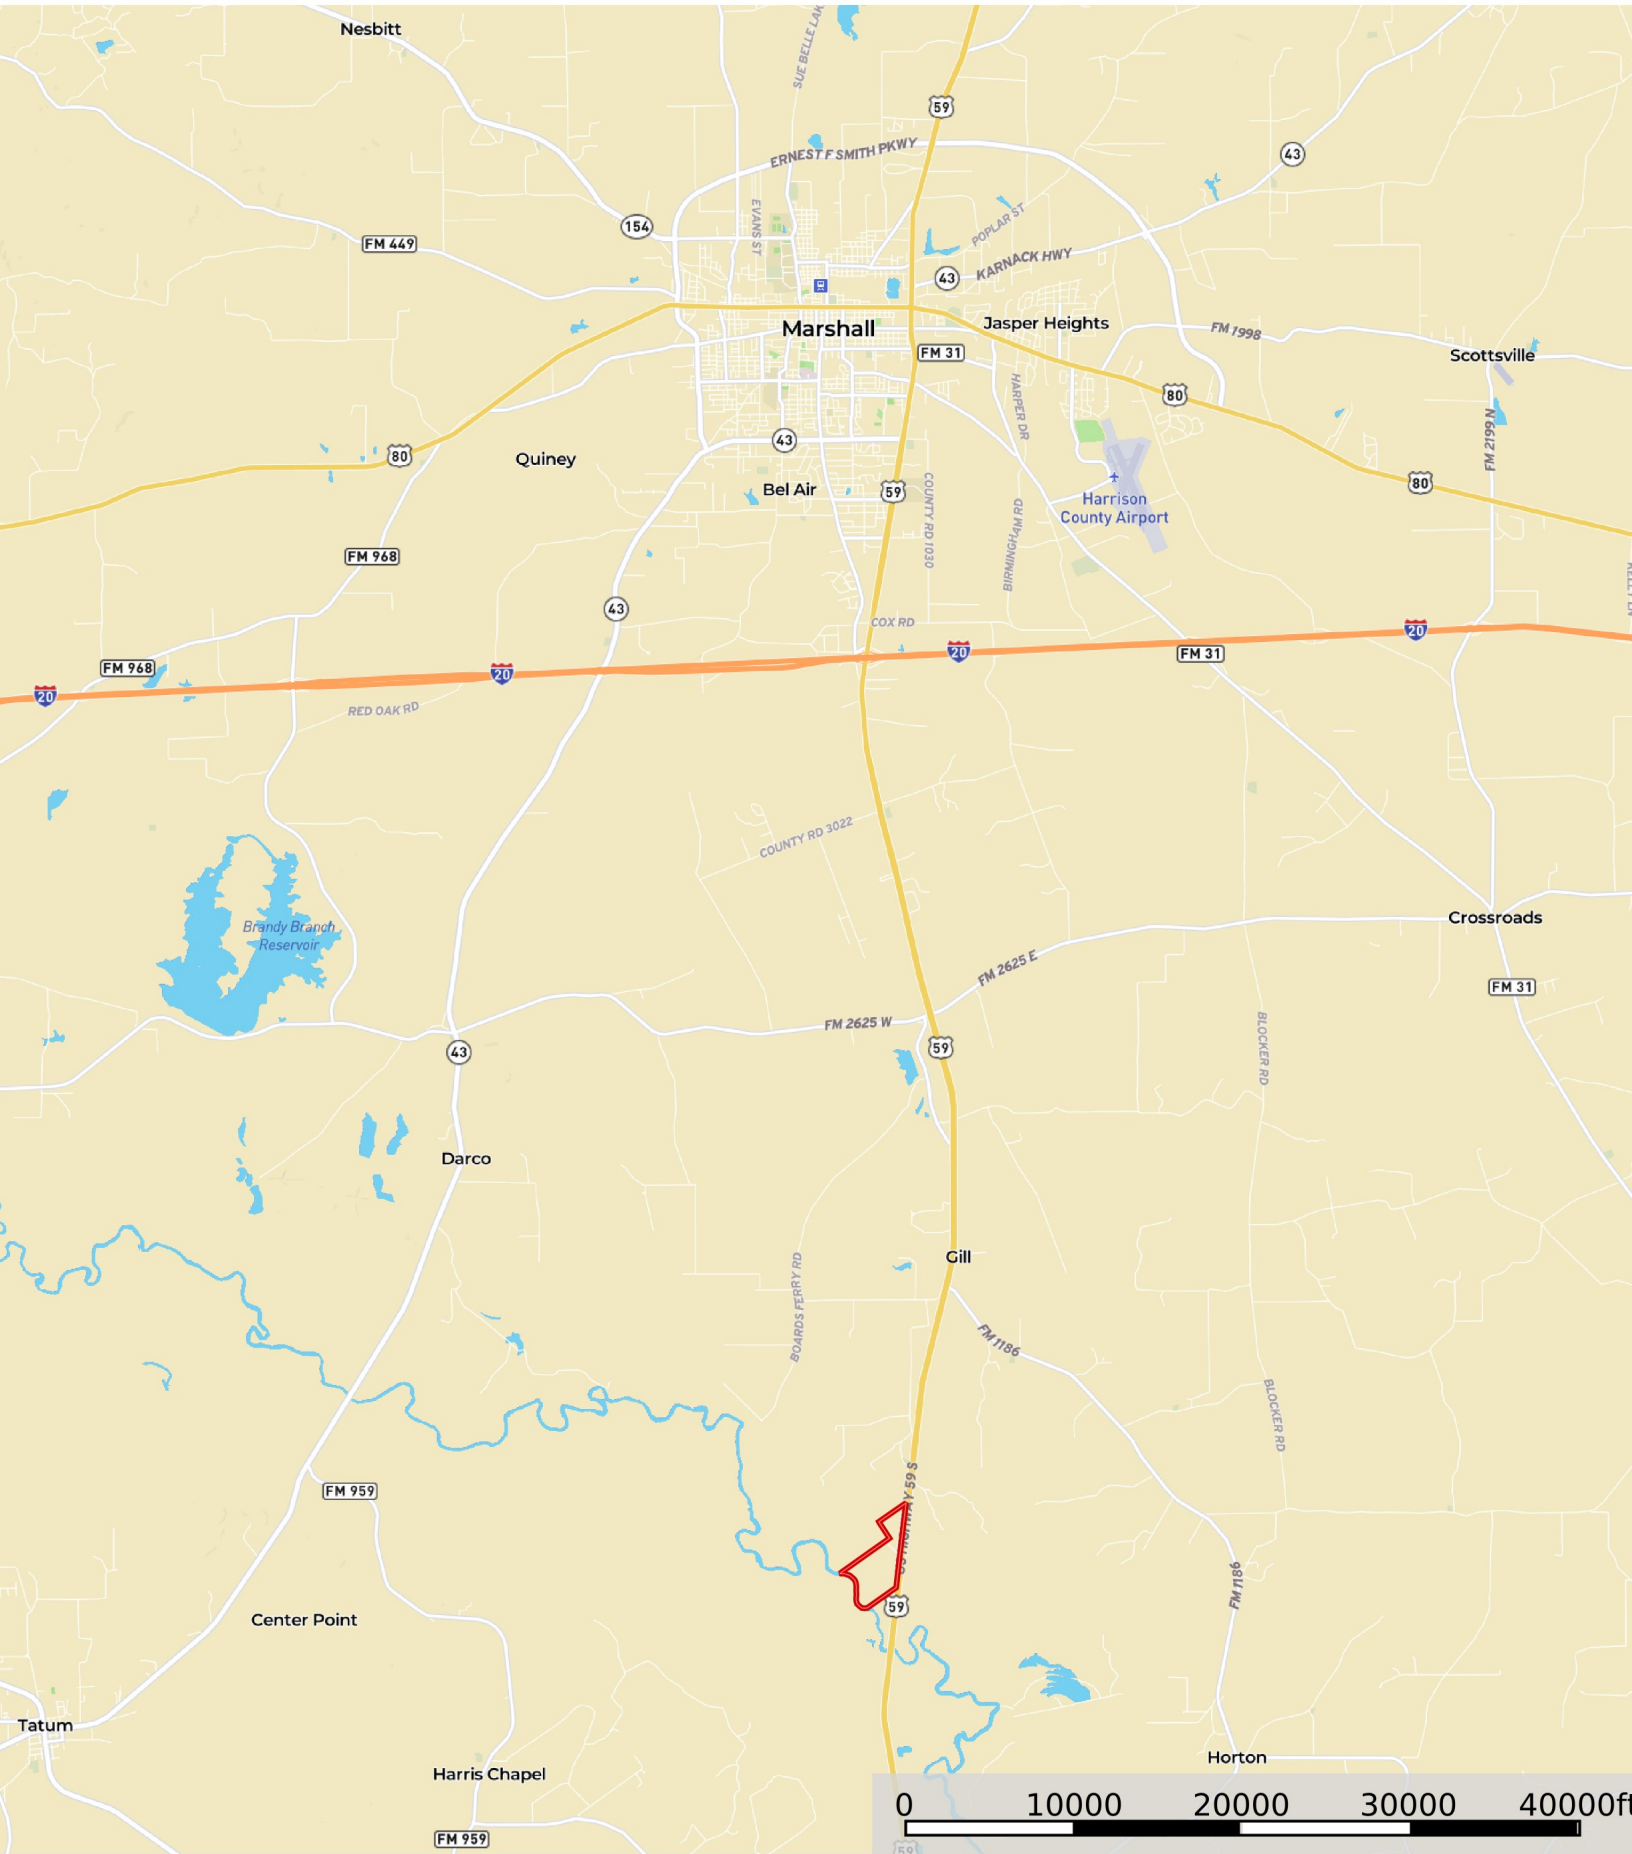 Nesbitt
SUE BELLE LAK
59
ERNEST F SMITH PKWY
43
154
EVANS ST
POPLAR ST
FM 449
KARNACK HWY
43
Marshall
Jasper Heights
FM 1998
FM 31
Scottsville
80
HARPER DR
FM 2199 N
43
80
Quiney
Bel Air
59
80
COUNTY RD 1030
Harrison
County Airport
BIRMINGHAM RD
FM 968
43
COX RD
20
20
FM 31
FM 968
20
20
RED OAK RD
COUNTY RD 3022
Crossroads
Brandy Branch
Reservoir
FM 2625 E
FM 31
FM 2625 W
59
BLOCKER RD
43
Darco
Gill
BOARDS FERRY RD
FM 1186
BLOCKER RD
FM 959
59 S
FM 1186
59
Center Point
Tatum
Horton
Harris Chapel
0 10000 20000 30000 40000ft
FM 959
59